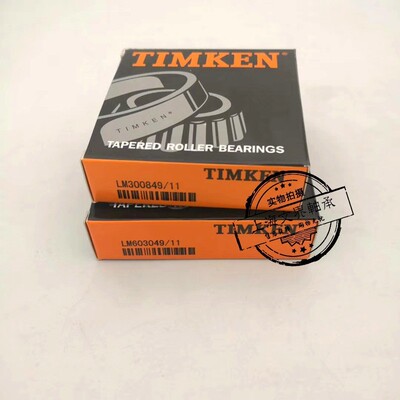 TIMKEN®
TIMKEN®
TAPERED ROLLER BEARINGS
LM300849/11
TIMKEN
实物拍摄
LM603049/11
TIMKEN